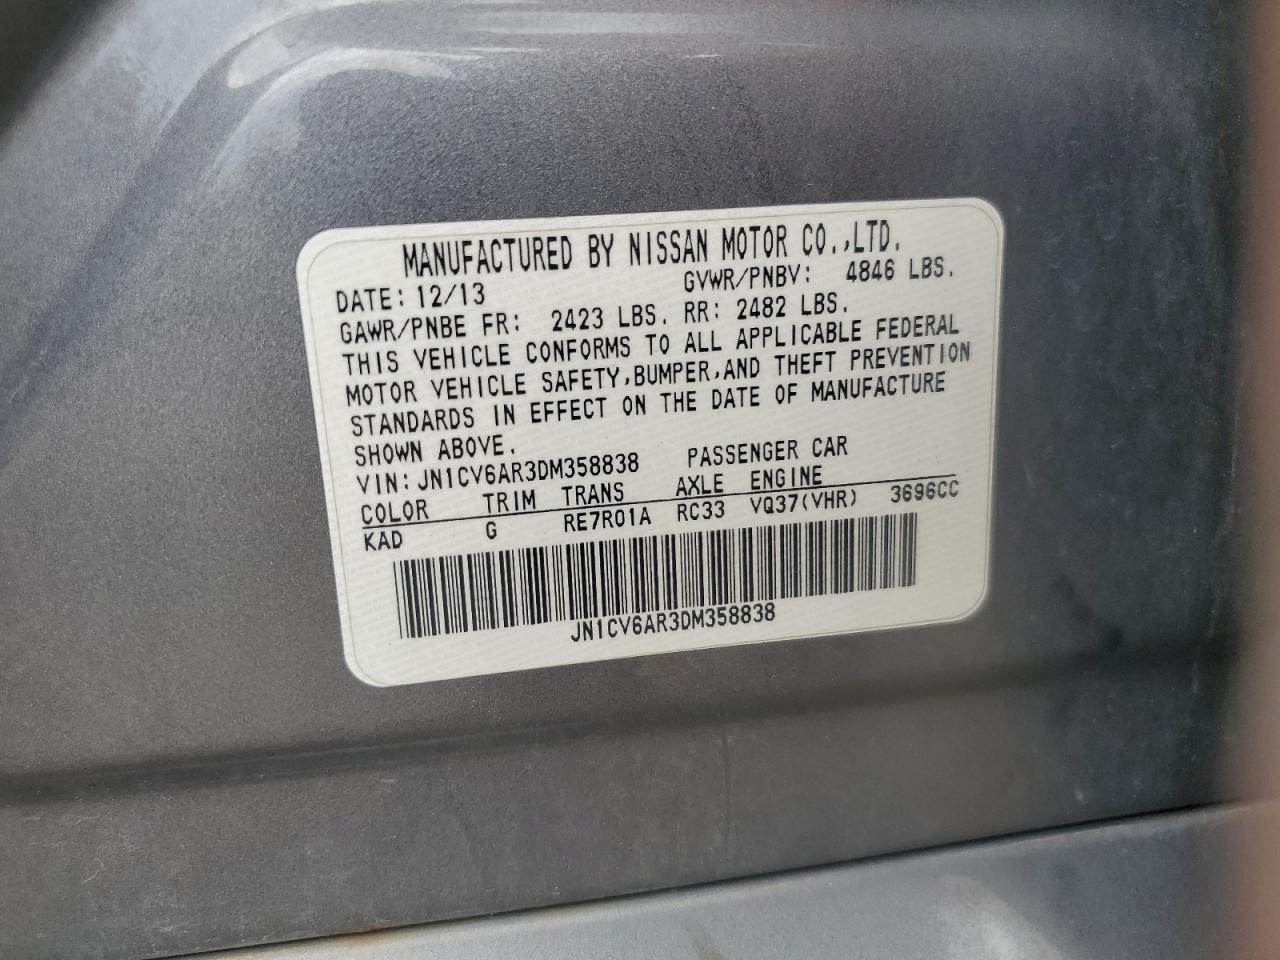 MANUFACTURED BY NISSAN MOTOR CO.,LTD.
DATE: 12/13 GVWR/PNBV: 4846 LBS.
GAWR/PNBE FR: 2423 LBS. RR: 2482 LBS.
THIS VEHICLE CONFORMS TO ALL APPLICABLE FEDERAL
MOTOR VEHICLE SAFETY,BUMPER,AND THEFT PREVENTION
STANDARDS IN EFFECT ON THE DATE OF MANUFACTURE
SHOWN ABOVE.
VIN: JN1CV6AR3DM358838 PASSENGER CAR
COLOR TRIM TRANS AXLE ENGINE
KAD G RE7R01A RC33 VQ37(VHR) 3696CC
JN1CV6AR3DM358838